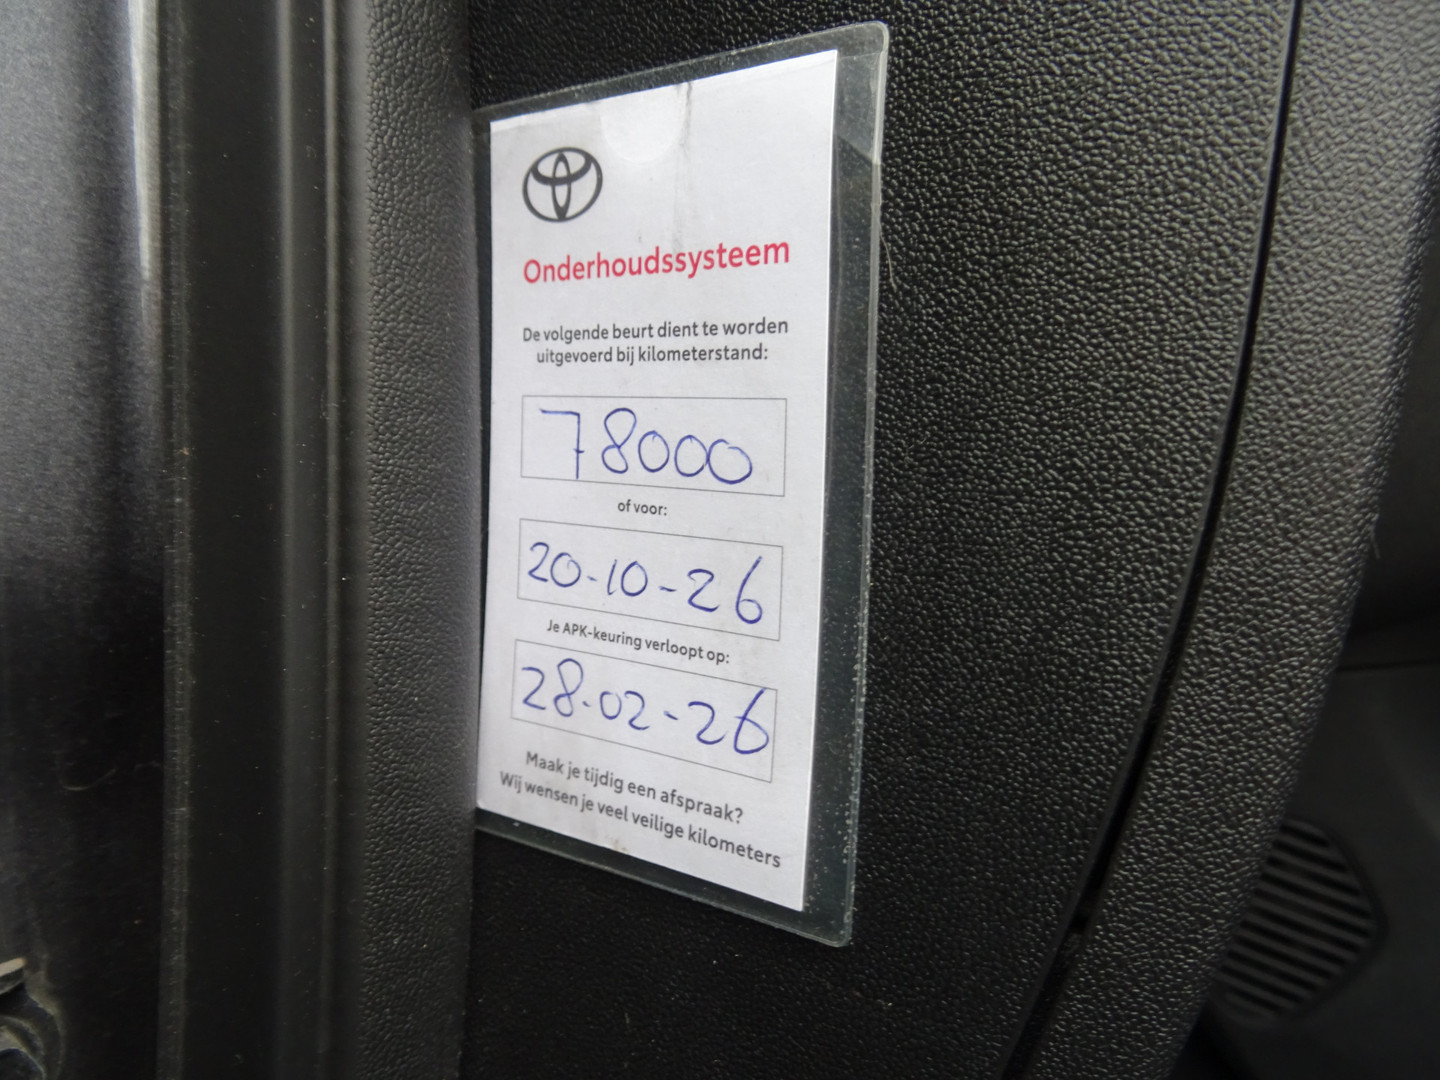 Onderhoudssysteem
De volgende beurt dient te worden
uitgevoerd bij kilometerstand:
78000
of voor:
20-10-26
Je APK-keuring verloopt op:
28-02-26
Maak je tijdig een afspraak?
Wij wensen je veel veilige kilometers